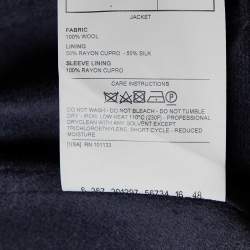 JACKET
FABRIC
100% WOOL
LINING
50% RAYON CUPRO - 50% SILK
SLEEVE LINING
100% RAYON CUPRO
CARE INSTRUCTIONS
DO NOT WASH - DO NOT BLEACH - DO NOT TUMBLE
DRY - IRON: LOW HEAT 110°C (230F) - PROFESSIONAL
DRYCLEAN WITH ANY SOLVENT EXCEPT
TRICHLOROETHYLENE, SHORT CYCLE - REDUCED
MOISTURE
[USA] RN 101133
16 48